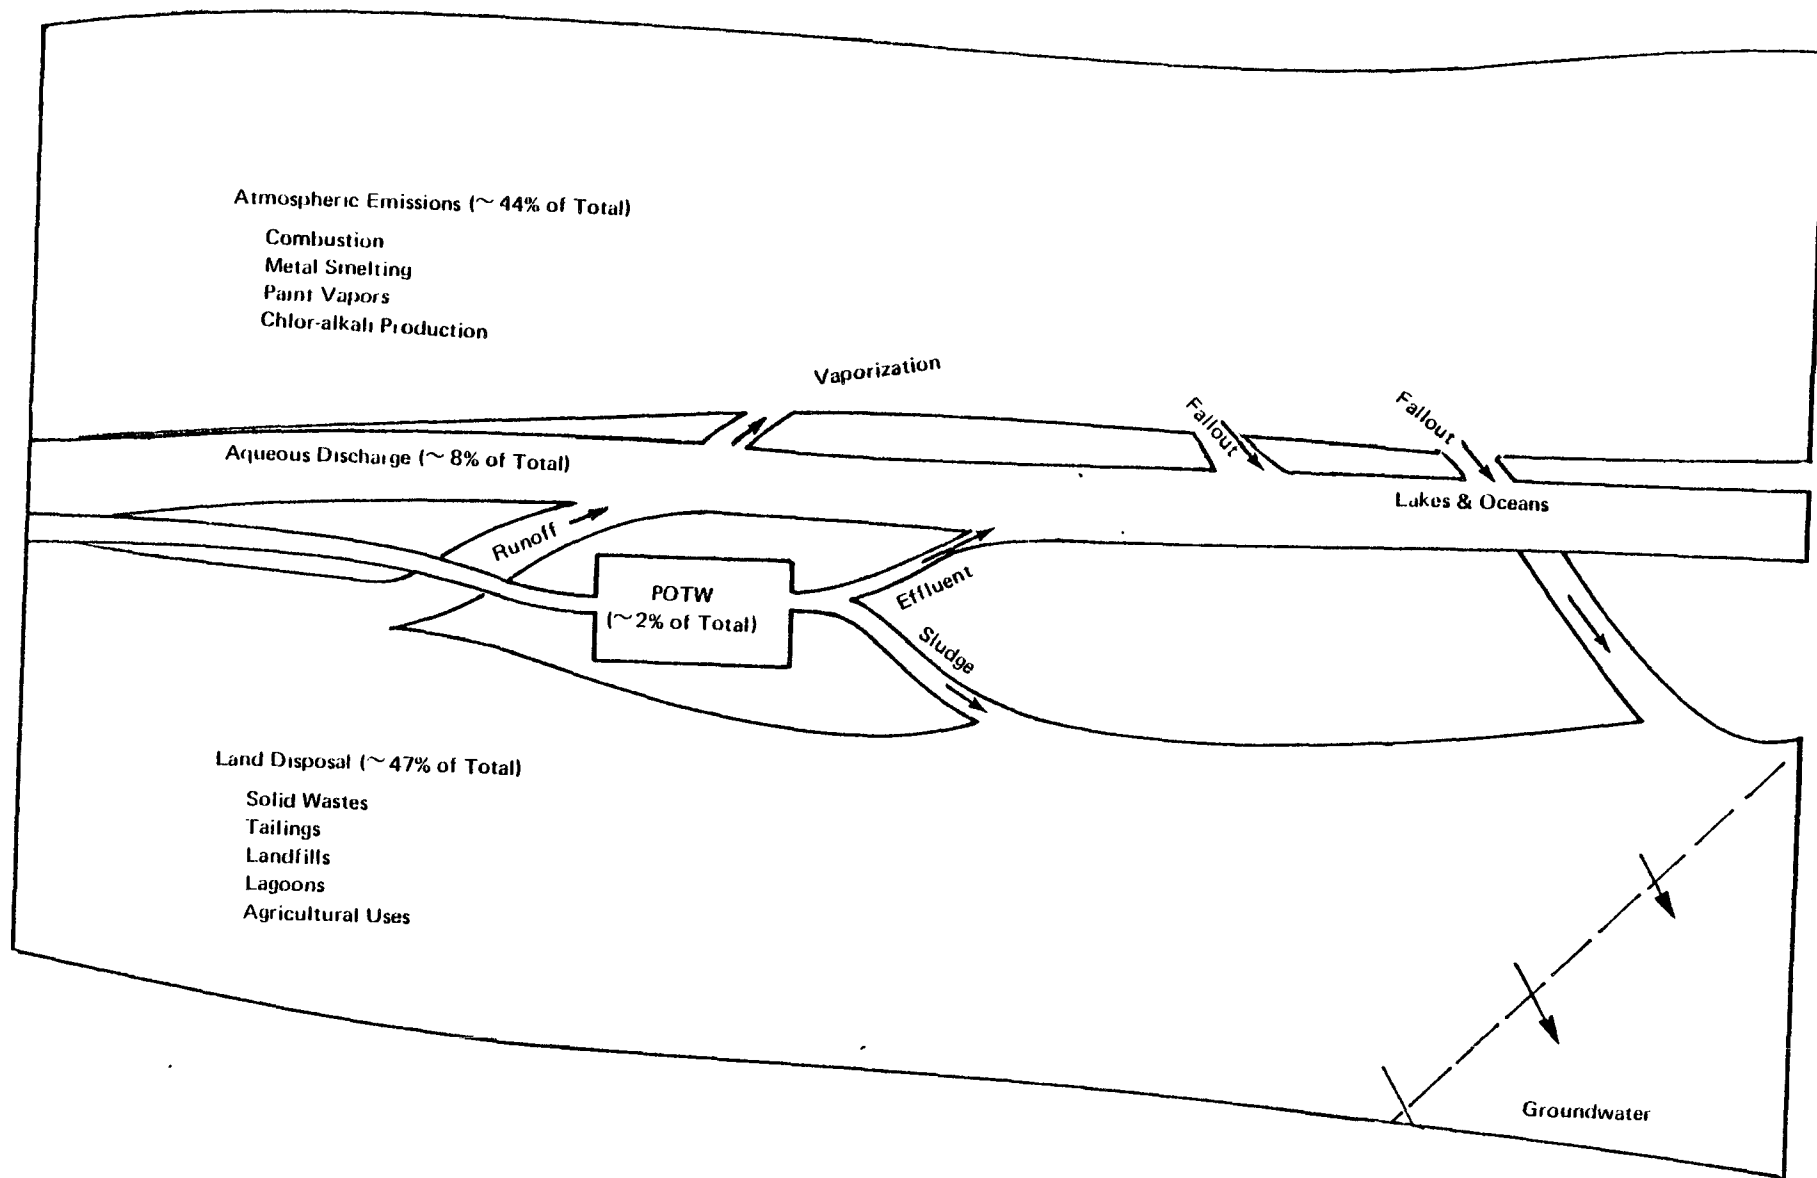 Atmospheric Emissions (~ 44% of Total)
Combustion
Metal Smelting
Paint Vapors
Chlor-alkali Production
Vaporization
Fallout
Fallout
Aqueous Discharge (~ 8% of Total)
Lakes & Oceans
Runoff
POTW
(~2% of Total)
Effluent
Sludge
Land Disposal (~ 47% of Total)
Solid Wastes
Tailings
Landfills
Lagoons
Agricultural Uses
Groundwater